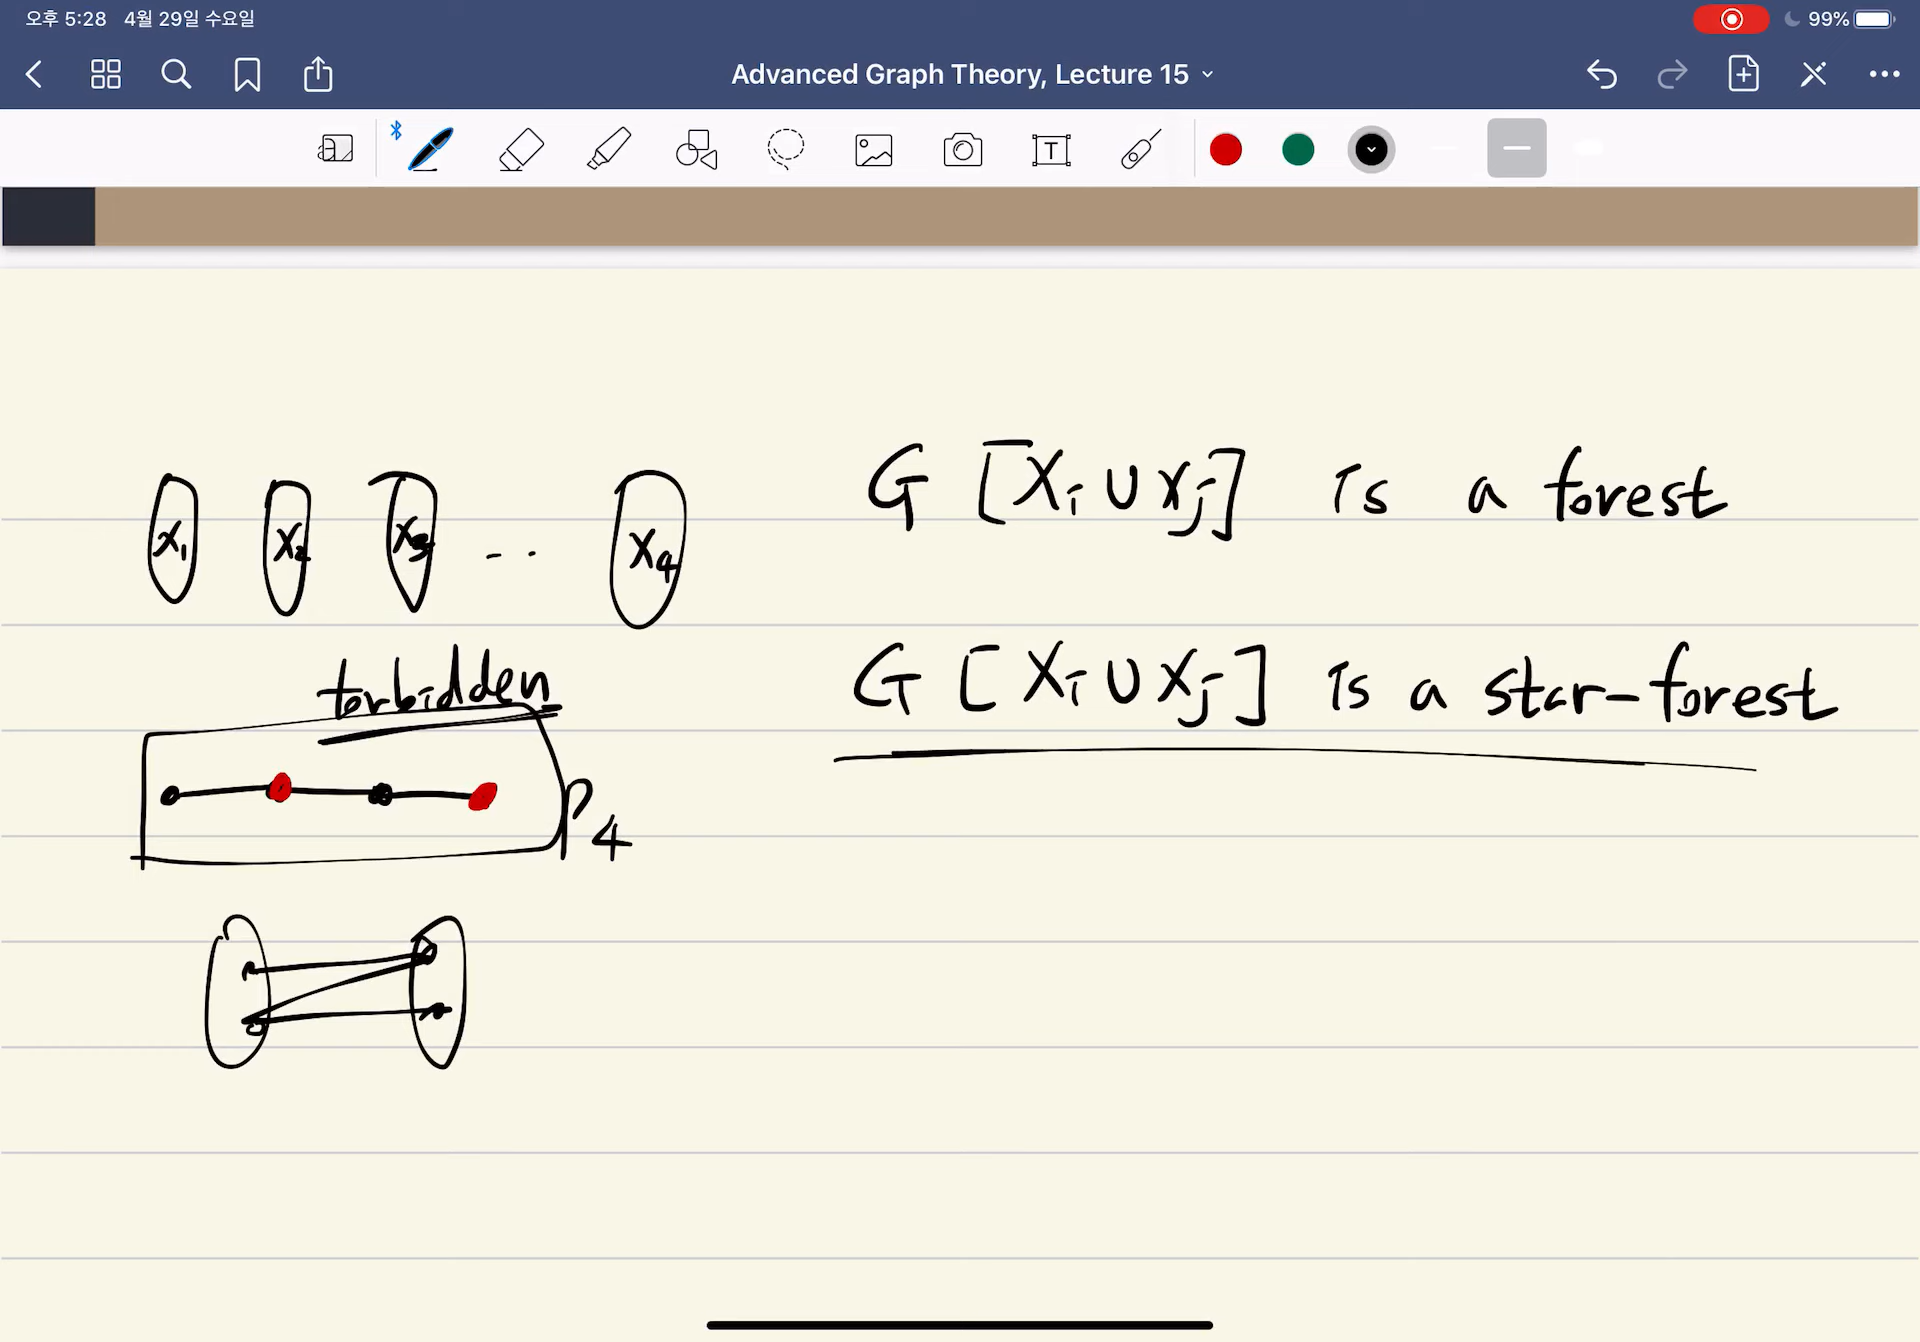 오후 5:28 4월 29일 수요일
99%
Advanced Graph Theory, Lecture 15
G [Xi ∪ Xj] is a forest
X1 X2 X3 .. X4
forbidden
G [Xi ∪ Xj] is a star-forest
P4